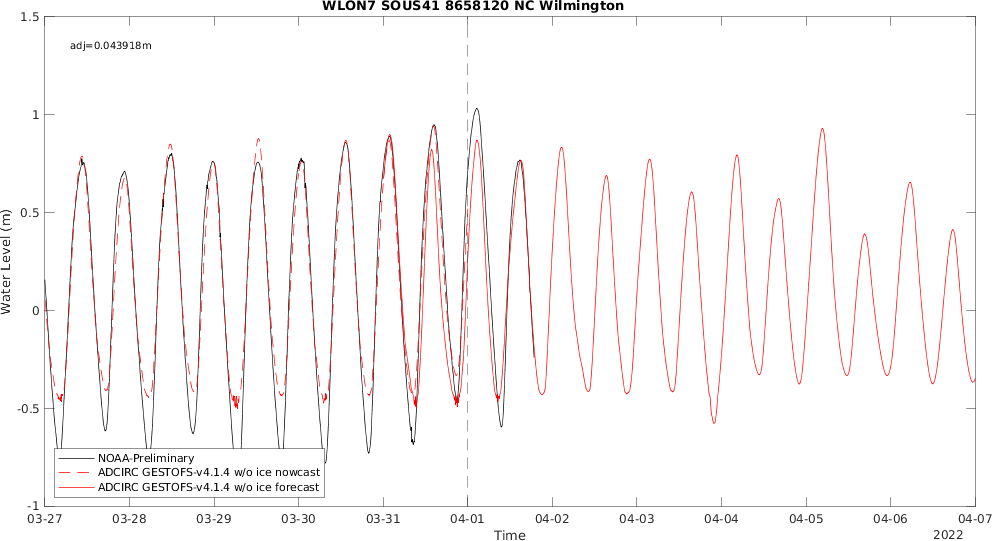 WLON7 SOUS41 8658120 NC Wilmington
adj=0.043918m
Water Level (m)
1.5
1
0.5
0
-0.5
-1
NOAA-Preliminary
ADCIRC GESTOFS-v4.1.4 w/o ice nowcast
ADCIRC GESTOFS-v4.1.4 w/o ice forecast
03-27 03-28 03-29 03-30 03-31 04-01 04-02 04-03 04-04 04-05 04-06 04-07
Time
2022